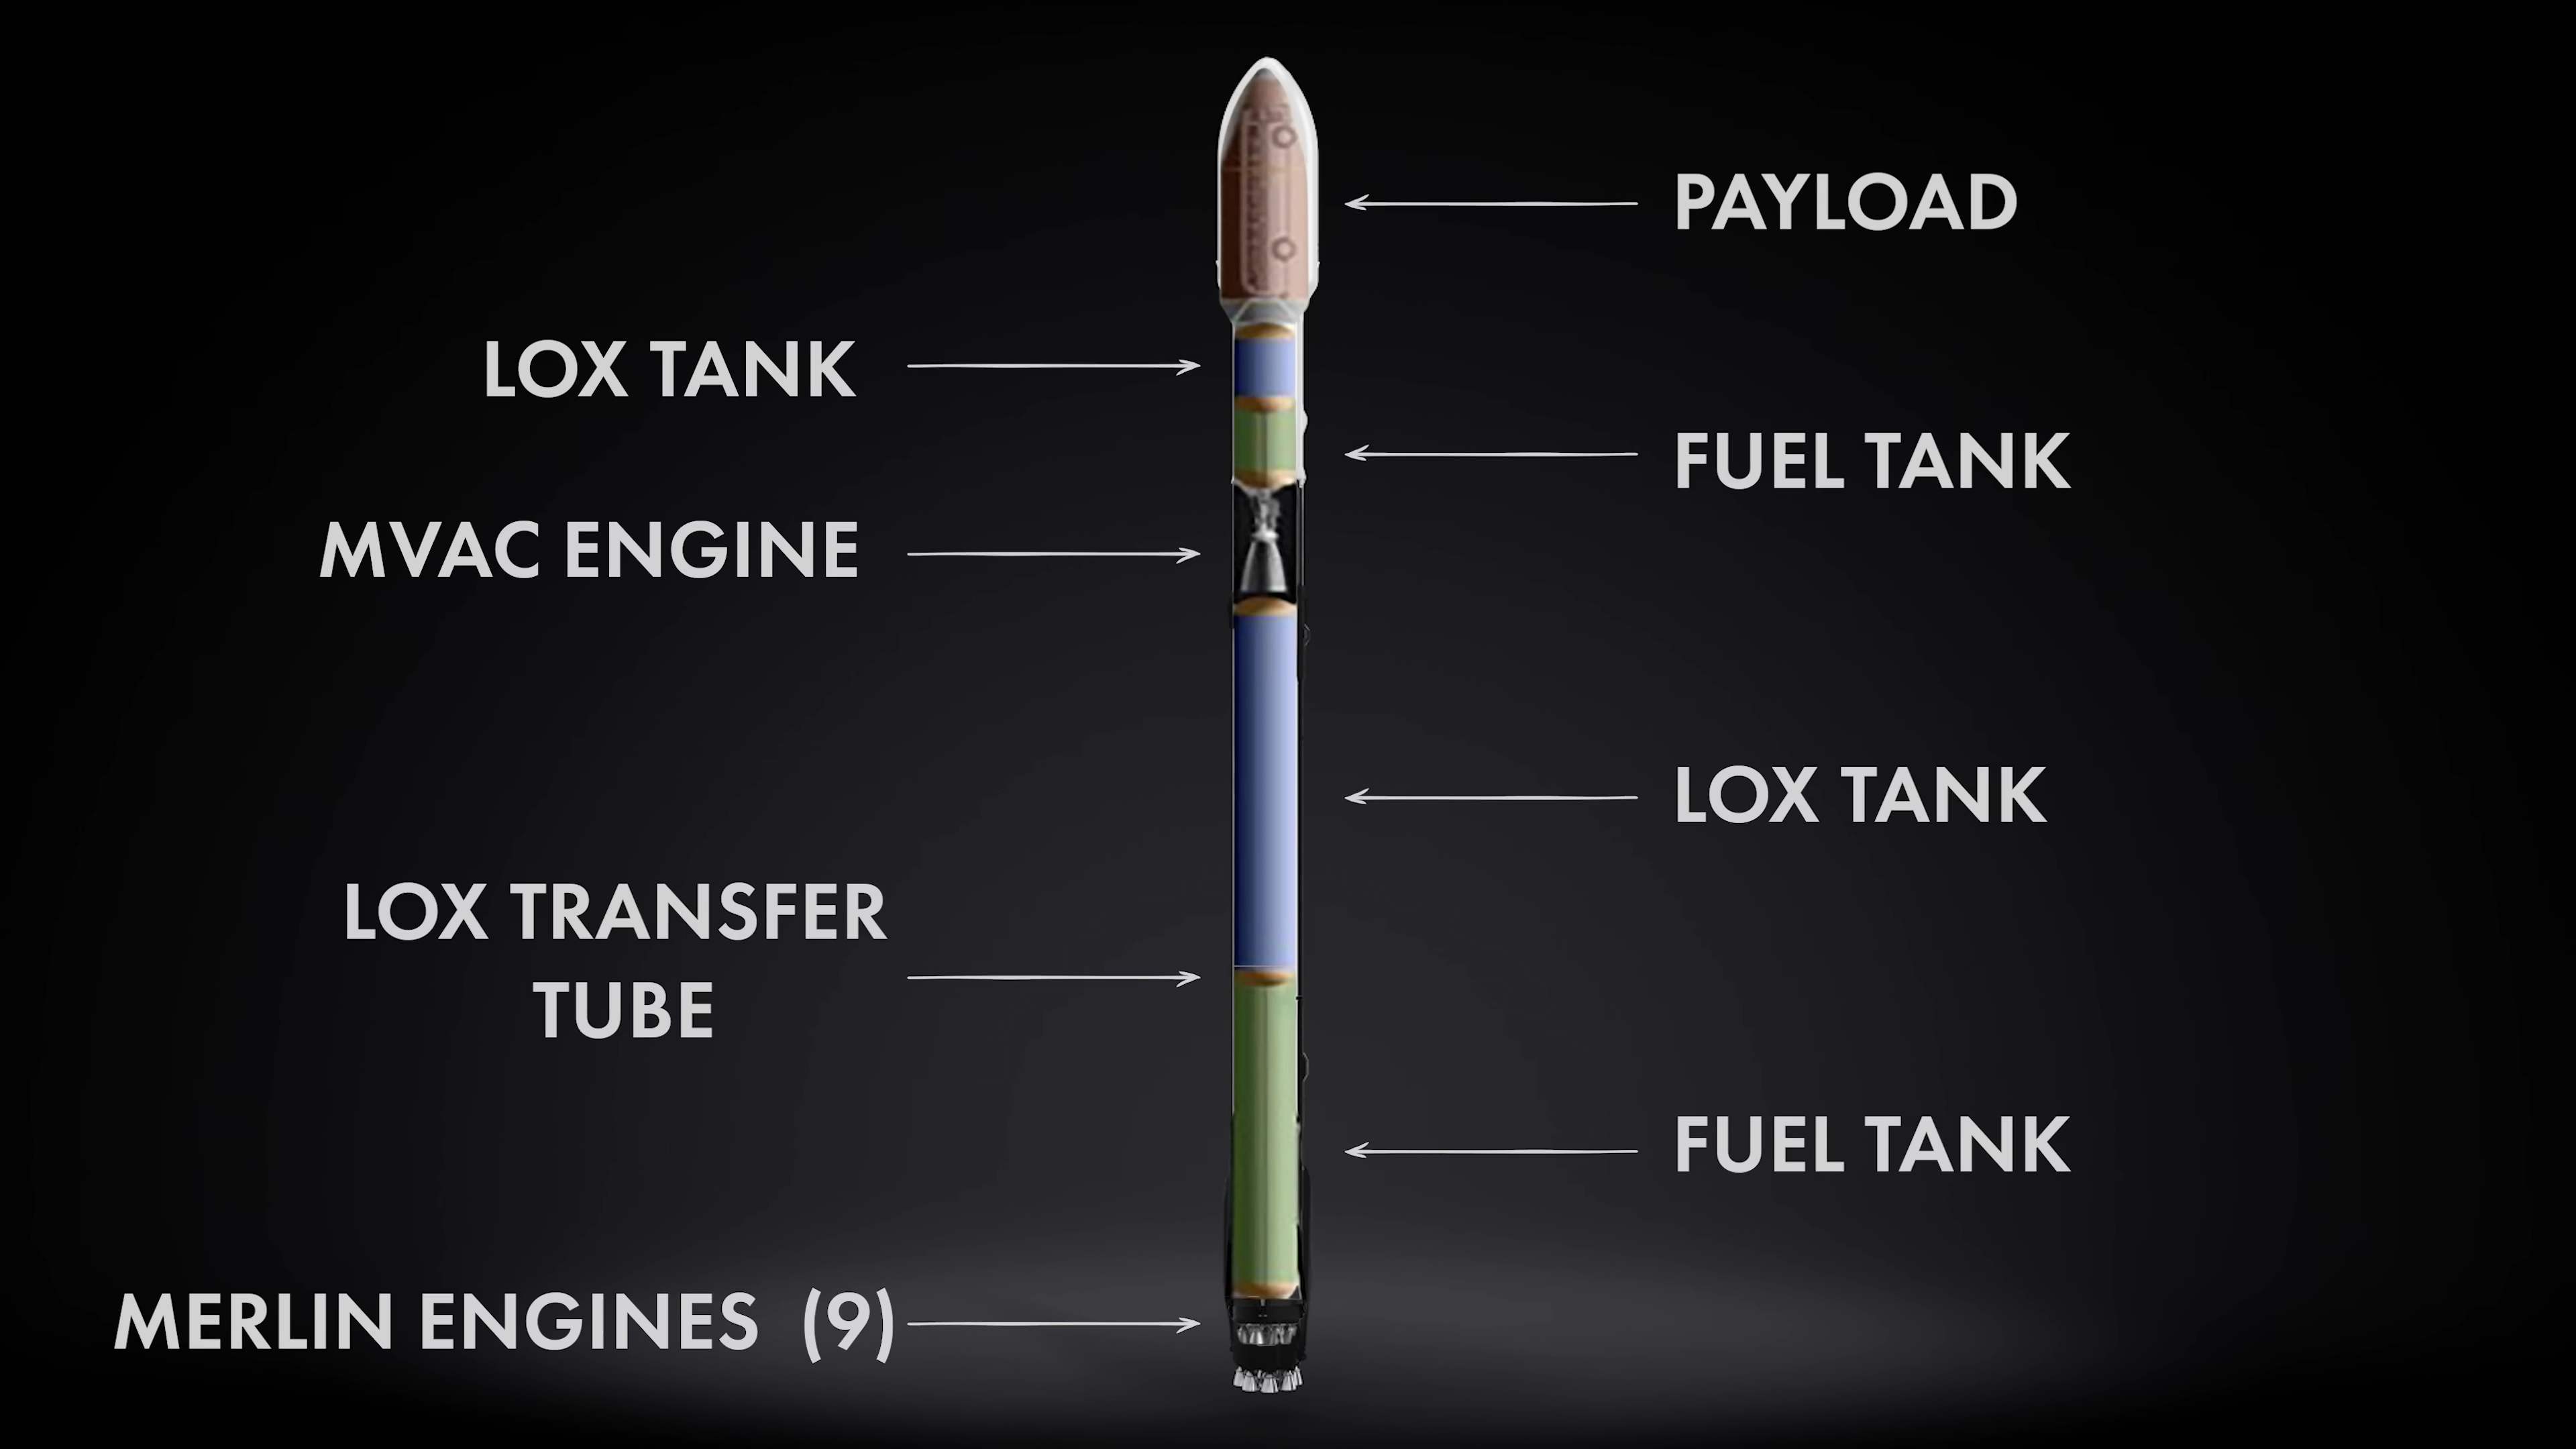 PAYLOAD
LOX TANK
FUEL TANK
MVAC ENGINE
LOX TANK
LOX TRANSFER
TUBE
FUEL TANK
MERLIN ENGINES (9)